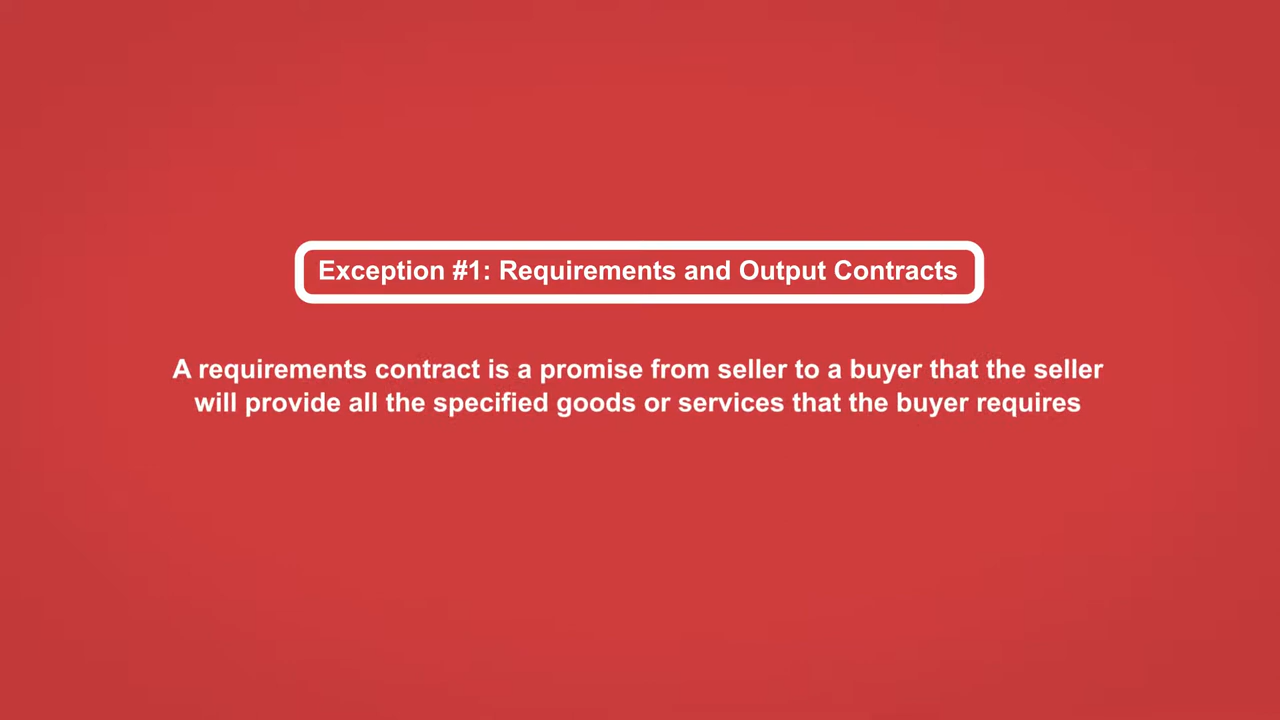 Exception #1: Requirements and Output Contracts
A requirements contract is a promise from seller to a buyer that the seller
will provide all the specified goods or services that the buyer requires